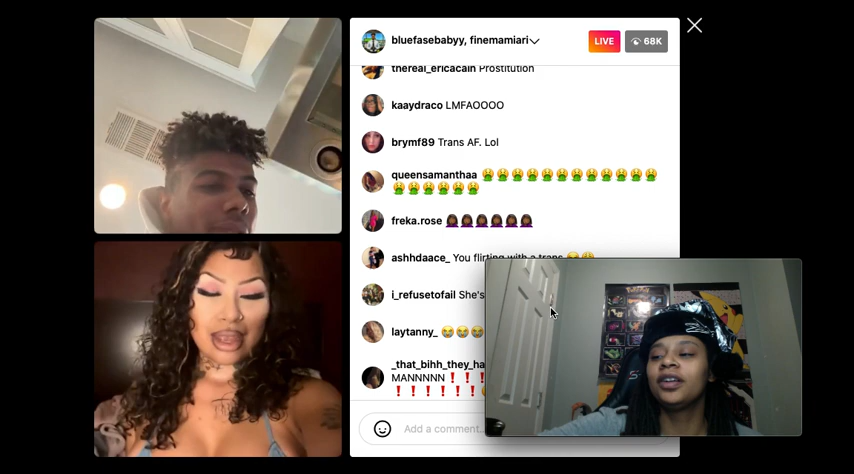 bluefasebabyy, finemamiari
LIVE
68K
thereal_ericacain Prostitution
kaaydraco LMFAOOOO
brymf89 Trans AF. Lol
queensamanthaa 🤮🤮🤮🤮🤮🤮🤮🤮🤮🤮🤮🤮
🤮🤮🤮🤮🤮🤮
freka.rose 🤦🏾‍♀️🤦🏾‍♀️🤦🏾‍♀️🤦🏾‍♀️🤦🏾‍♀️🤦🏾‍♀️
ashhdaace_ You flirting with a trans
i_refusetofail She's
laytanny_ 😭😭😭
_that_bihh_they_ha
MANNNNN❗❗❗
❗❗❗❗❗❗
Add a comment...